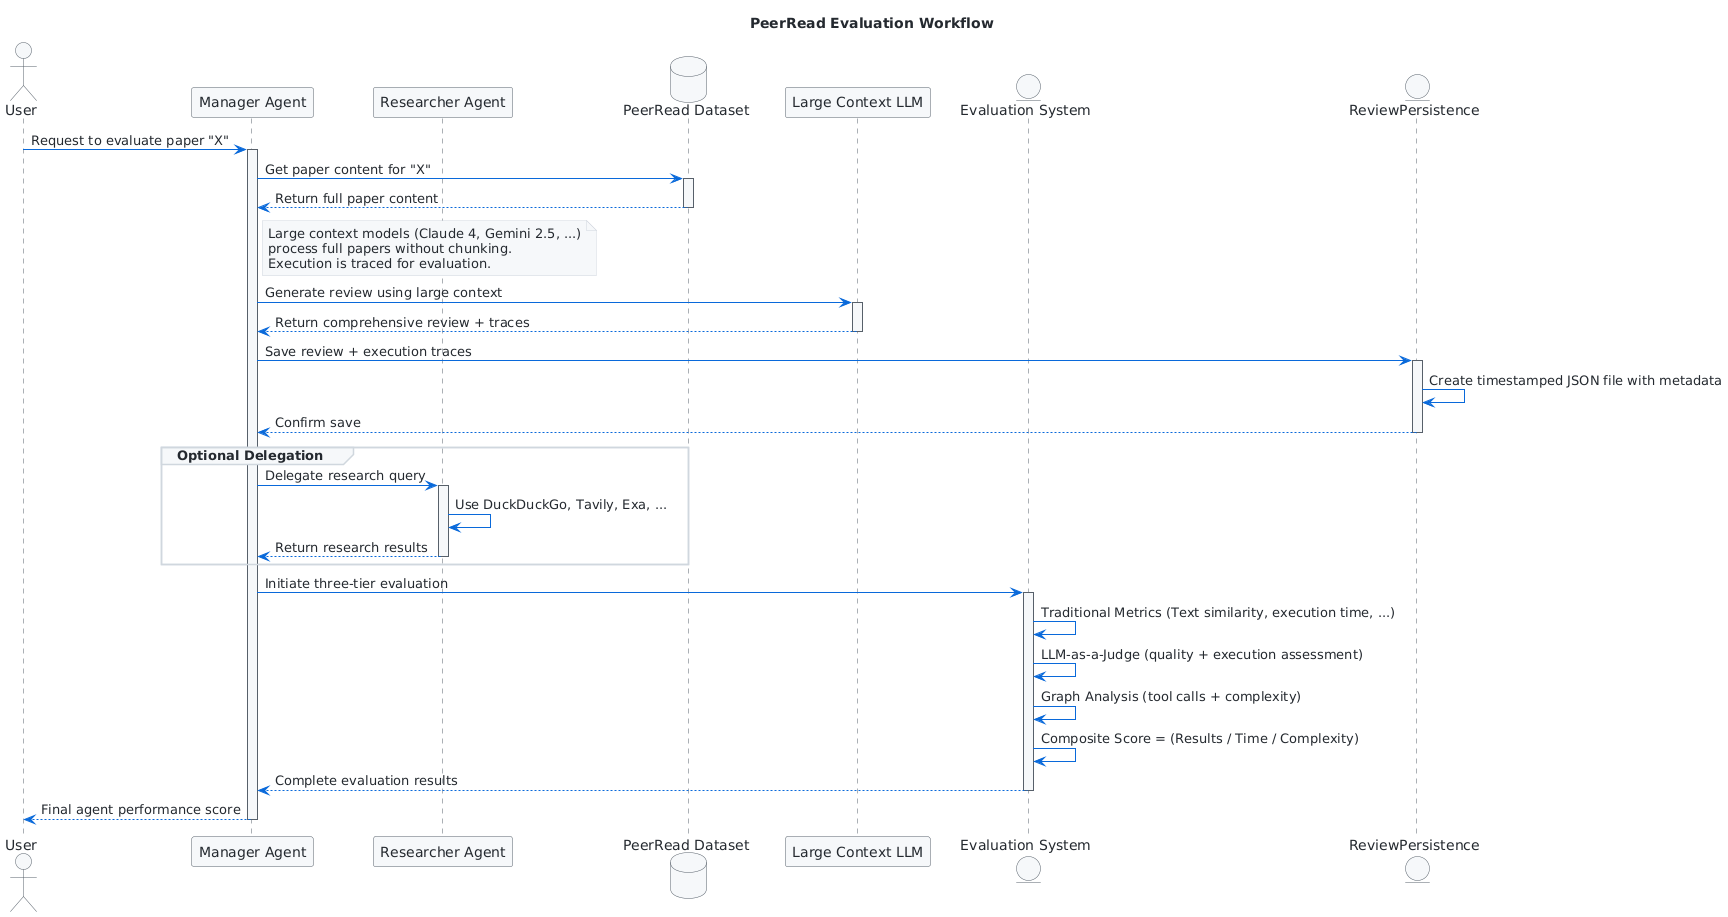 PeerRead Evaluation Workflow
User
Manager Agent
Researcher Agent
PeerRead Dataset
Large Context LLM
Evaluation System
ReviewPersistence
Request to evaluate paper "X"
Get paper content for "X"
Return full paper content
Large context models (Claude 4, Gemini 2.5, ...)
process full papers without chunking.
Execution is traced for evaluation.
Generate review using large context
Return comprehensive review + traces
Save review + execution traces
Create timestamped JSON file with metadata
Confirm save
Optional Delegation
Delegate research query
Use DuckDuckGo, Tavily, Exa, ...
Return research results
Initiate three-tier evaluation
Traditional Metrics (Text similarity, execution time, ...)
LLM-as-a-Judge (quality + execution assessment)
Graph Analysis (tool calls + complexity)
Composite Score = (Results / Time / Complexity)
Complete evaluation results
Final agent performance score
User
Manager Agent
Researcher Agent
PeerRead Dataset
Large Context LLM
Evaluation System
ReviewPersistence